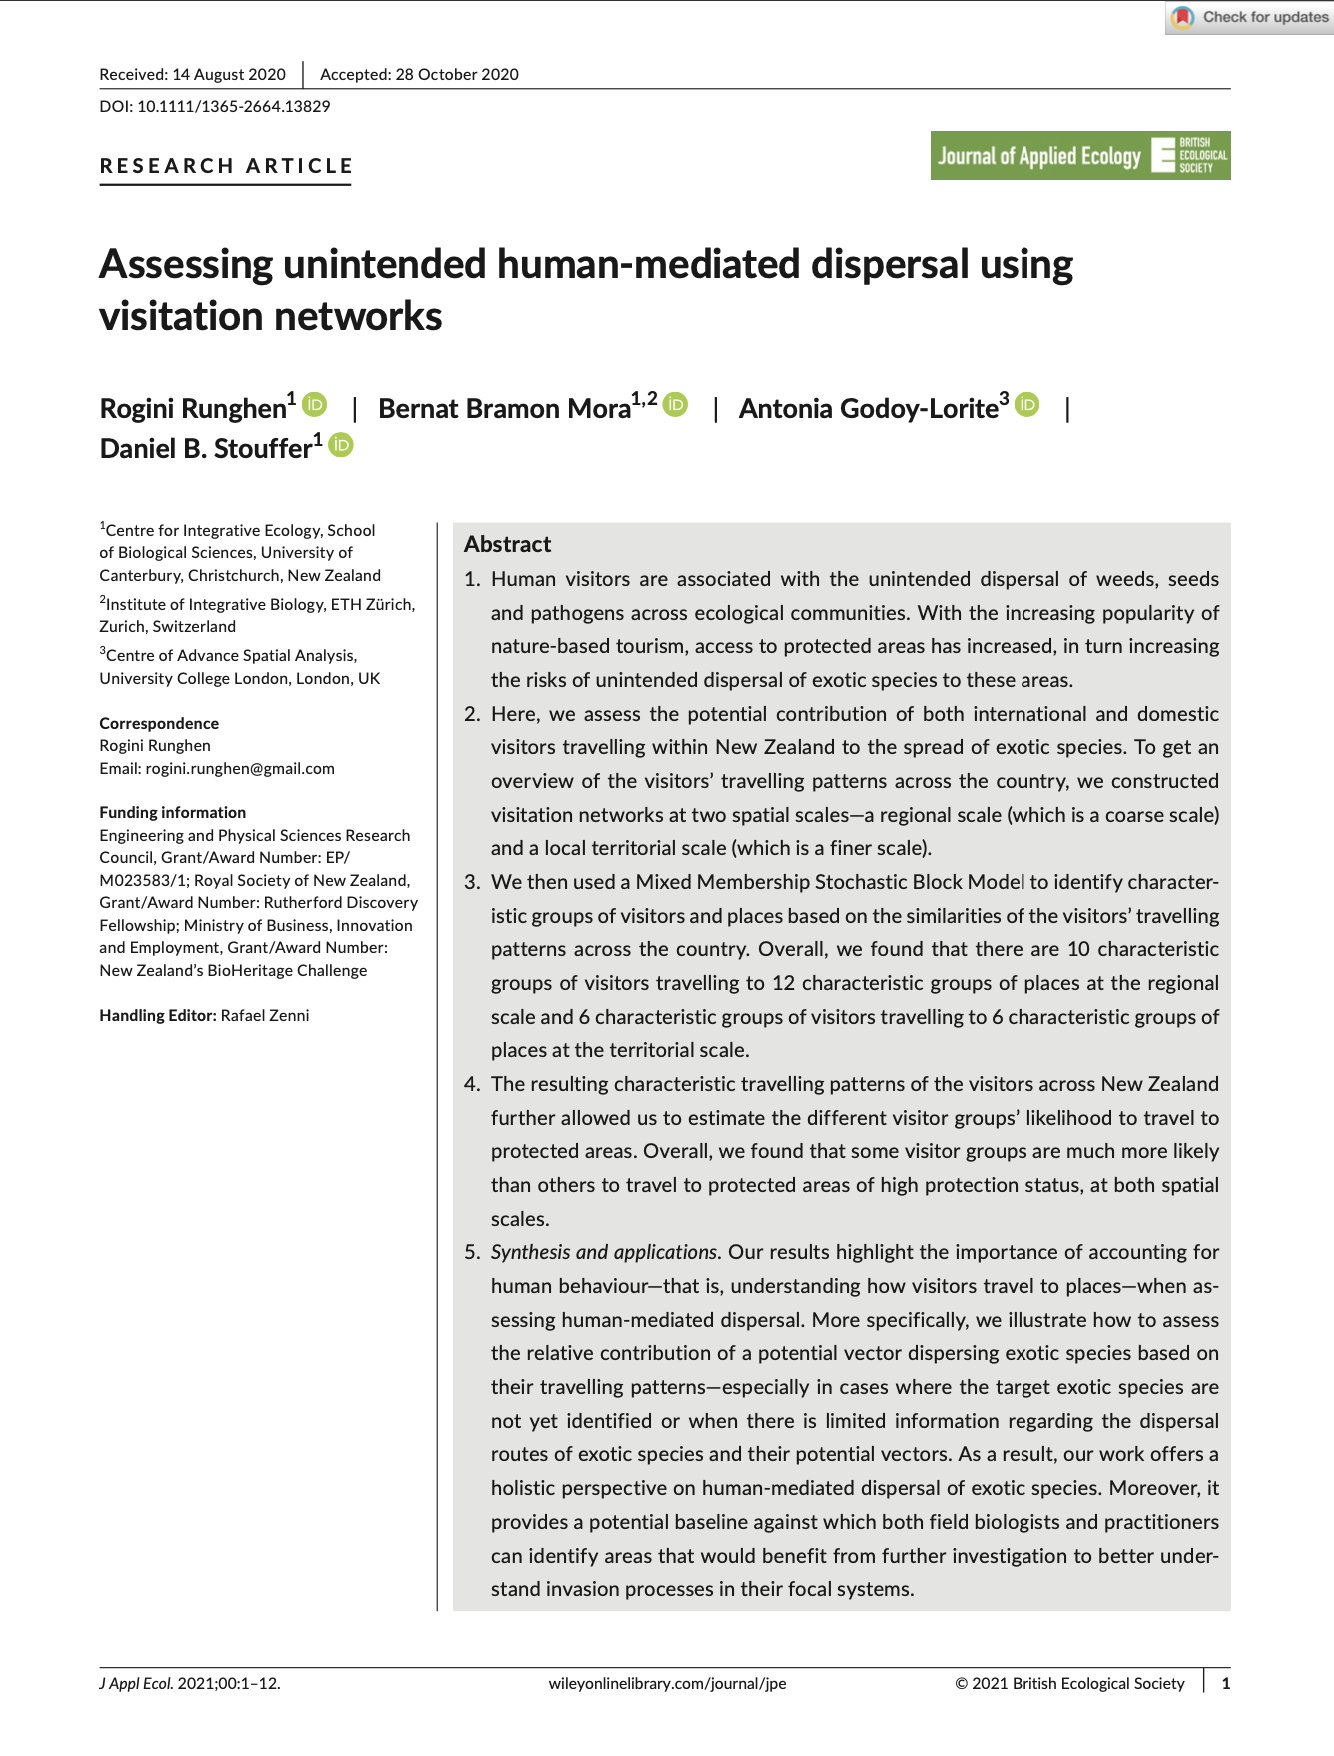 Check for updates
Received: 14 August 2020 | Accepted: 28 October 2020
DOI: 10.1111/1365-2664.13829
RESEARCH ARTICLE
Journal of Applied Ecology
BRITISH
ECOLOGICAL
SOCIETY
Assessing unintended human-mediated dispersal using
visitation networks
Rogini Runghen1 iD | Bernat Bramon Mora1,2 iD | Antonia Godoy-Lorite3 iD |
Daniel B. Stouffer1 iD
1Centre for Integrative Ecology, School
of Biological Sciences, University of
Canterbury, Christchurch, New Zealand
2Institute of Integrative Biology, ETH Zürich,
Zurich, Switzerland
3Centre of Advance Spatial Analysis,
University College London, London, UK
Correspondence
Rogini Runghen
Email: rogini.runghen@gmail.com
Funding information
Engineering and Physical Sciences Research
Council, Grant/Award Number: EP/
M023583/1; Royal Society of New Zealand,
Grant/Award Number: Rutherford Discovery
Fellowship; Ministry of Business, Innovation
and Employment, Grant/Award Number:
New Zealand's BioHeritage Challenge
Handling Editor: Rafael Zenni
Abstract
1. Human visitors are associated with the unintended dispersal of weeds, seeds
and pathogens across ecological communities. With the increasing popularity of
nature-based tourism, access to protected areas has increased, in turn increasing
the risks of unintended dispersal of exotic species to these areas.
2. Here, we assess the potential contribution of both international and domestic
visitors travelling within New Zealand to the spread of exotic species. To get an
overview of the visitors' travelling patterns across the country, we constructed
visitation networks at two spatial scales—a regional scale (which is a coarse scale)
and a local territorial scale (which is a finer scale).
3. We then used a Mixed Membership Stochastic Block Model to identify character-
istic groups of visitors and places based on the similarities of the visitors' travelling
patterns across the country. Overall, we found that there are 10 characteristic
groups of visitors travelling to 12 characteristic groups of places at the regional
scale and 6 characteristic groups of visitors travelling to 6 characteristic groups of
places at the territorial scale.
4. The resulting characteristic travelling patterns of the visitors across New Zealand
further allowed us to estimate the different visitor groups' likelihood to travel to
protected areas. Overall, we found that some visitor groups are much more likely
than others to travel to protected areas of high protection status, at both spatial
scales.
5. Synthesis and applications. Our results highlight the importance of accounting for
human behaviour—that is, understanding how visitors travel to places—when as-
sessing human-mediated dispersal. More specifically, we illustrate how to assess
the relative contribution of a potential vector dispersing exotic species based on
their travelling patterns—especially in cases where the target exotic species are
not yet identified or when there is limited information regarding the dispersal
routes of exotic species and their potential vectors. As a result, our work offers a
holistic perspective on human-mediated dispersal of exotic species. Moreover, it
provides a potential baseline against which both field biologists and practitioners
can identify areas that would benefit from further investigation to better under-
stand invasion processes in their focal systems.
J Appl Ecol. 2021;00:1–12. wileyonlinelibrary.com/journal/jpe © 2021 British Ecological Society | 1